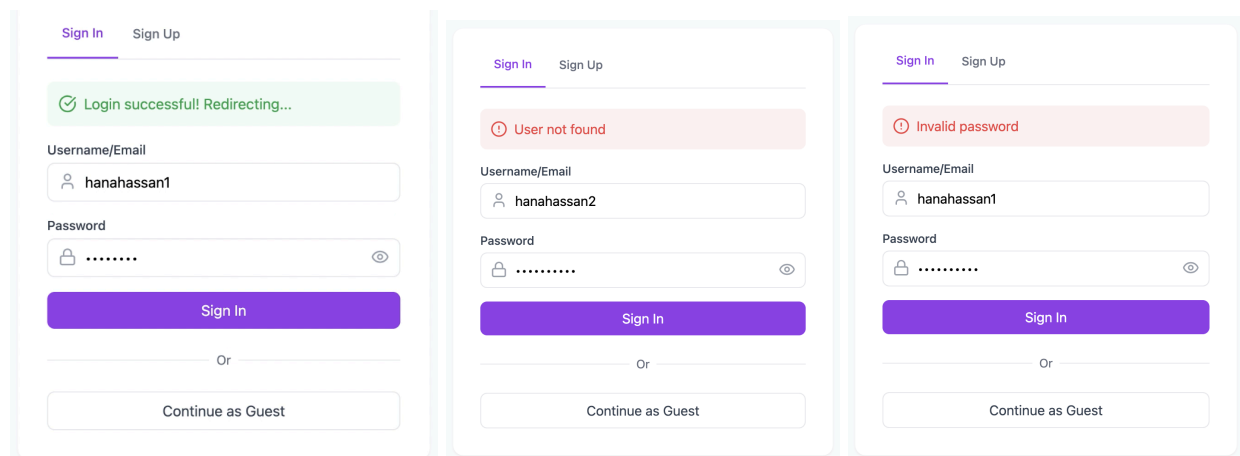 Sign In Sign Up
Login successful! Redirecting...
Username/Email
hanahassan1
Password
••••••••
Sign In
Or
Continue as Guest
Sign In Sign Up
User not found
Username/Email
hanahassan2
Password
••••••••••
Sign In
Or
Continue as Guest
Sign In Sign Up
Invalid password
Username/Email
hanahassan1
Password
••••••••••
Sign In
Or
Continue as Guest